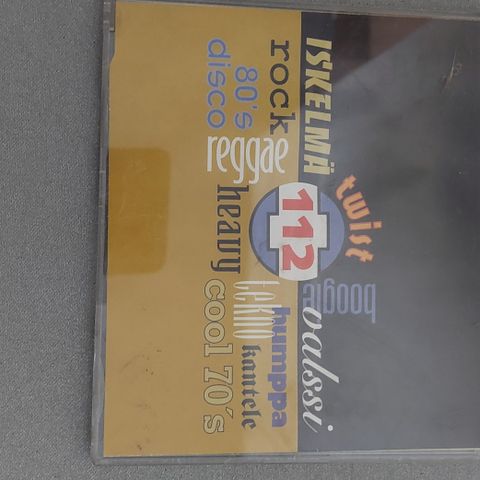 twist
boogie
ISKELMÄ
valssi
rock
112
humppa
80's
tekno
kantele
disco
reggae
heavy
cool 70's